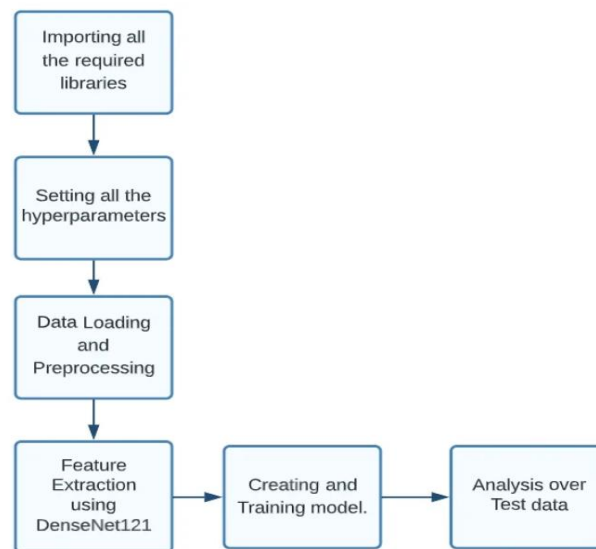 Importing all
the required
libraries
Setting all the
hyperparameters
Data Loading
and
Preprocessing
Feature
Extraction
using
DenseNet121
Creating and
Training model.
Analysis over
Test data